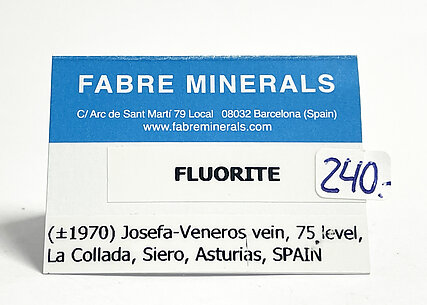 FABRE MINERALS
C/ Arc de Sant Martí 79 Local 08032 Barcelona (Spain)
www.fabreminerals.com
FLUORITE
240.-
(±1970) Josefa-Veneros vein, 75 level,
La Collada, Siero, Asturias, SPAIN